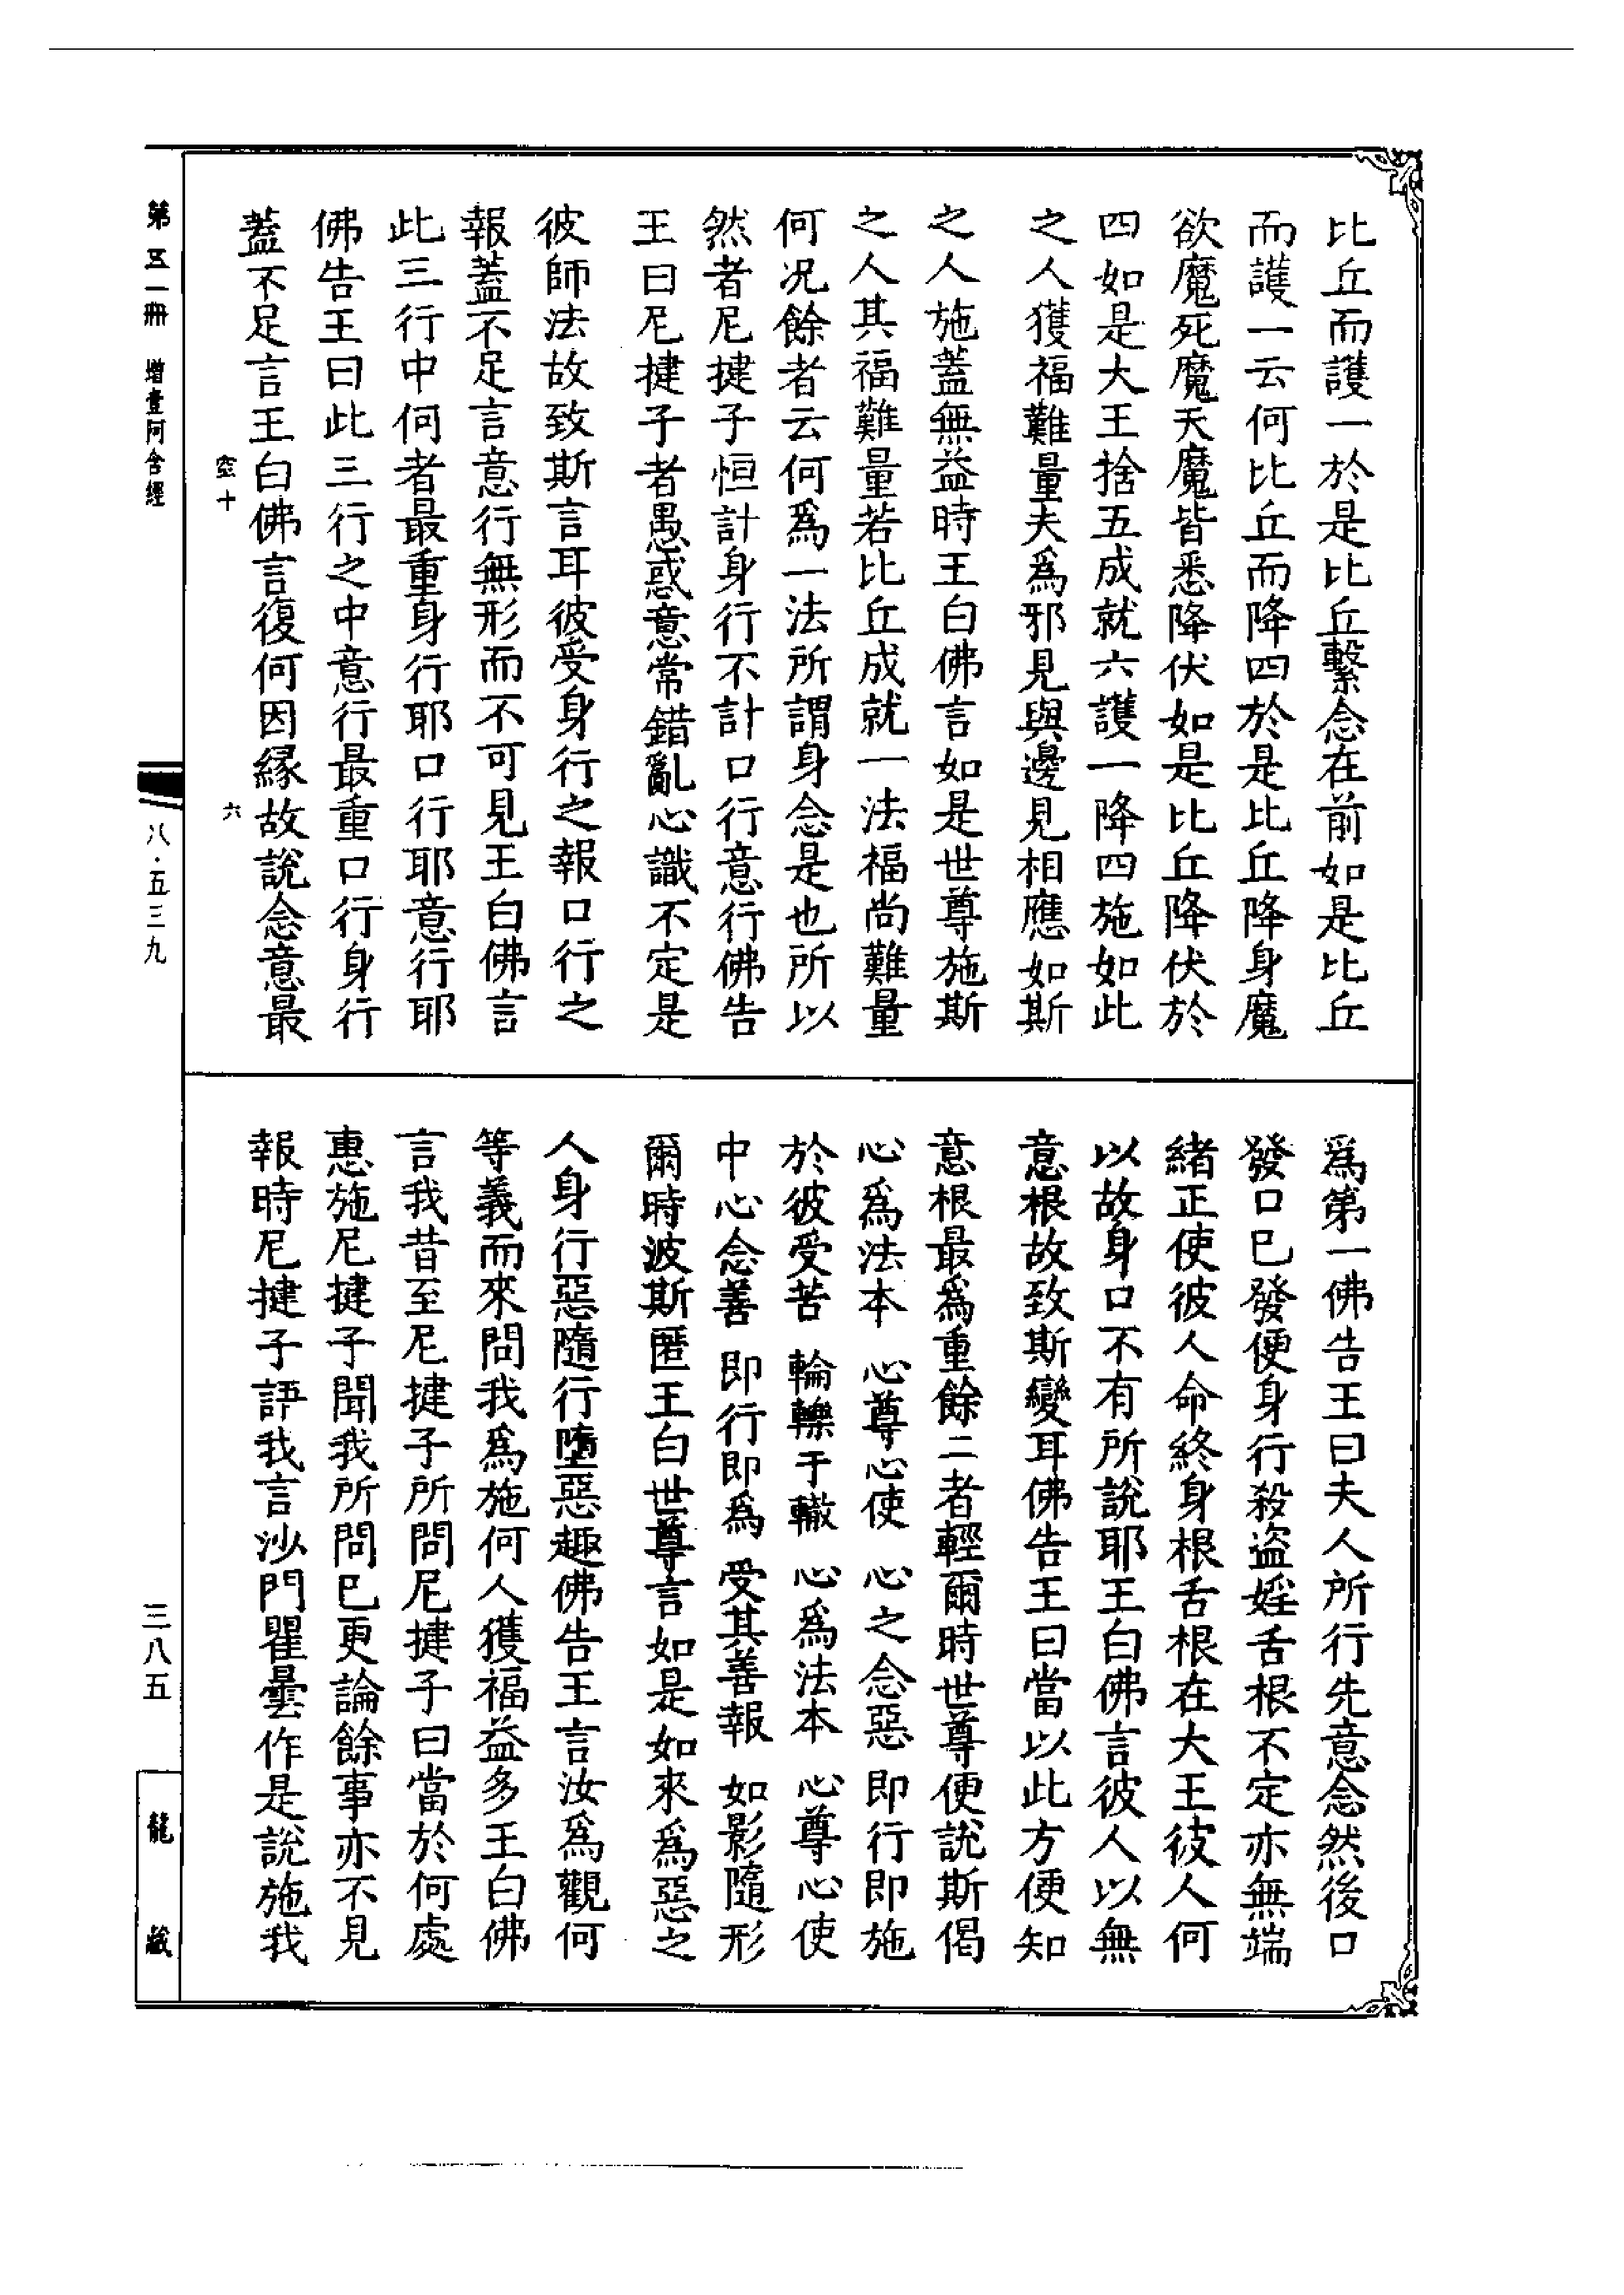 比丘而護一於是比丘繫念在前如是比丘
而護一云何比丘而降四於是比丘降身魔
欲魔死魔天魔皆悉降伏如是比丘降伏於
四如是大王捨五成就六護一降四施如此
之人獲福難量夫爲邪見與邊見相應如斯
之人施蓋無益時王白佛言如是世尊施斯
之人其福難量若比丘成就一法福尚難量
何况餘者云何爲一法所謂身念是也所以
然者尼揵子恒計身行不計口行意行佛告
王曰尼揵子者愚惑意常錯亂心識不定是
彼師法故致斯言耳彼受身行之報口行之
報蓋不足言意行無形而不可見王白佛言
此三行中何者最重身行耶口行耶意行耶
佛告王曰此三行之中意行最重口行身行
蓋不足言王白佛言復何因緣故說念意最
爲第一佛告王曰夫人所行先意念然後口
發口已發便身行殺盜婬舌根不定亦無端
緒正使彼人命終身根舌根在大王彼人何
以故身口不有所說耶王白佛言彼人以無
意根故致斯變耳佛告王曰當以此方便知
意根最爲重餘二者輕爾時世尊便說斯偈
心爲法本 心尊心使 心之念惡 即行即施
於彼受苦 輪轢于轍 心爲法本 心尊心使
中心念善 即行即爲 受其善報 如影隨形
爾時波斯匿王白世尊言如是如來爲惡之
人身行惡隨行墮惡趣佛告王言汝爲觀何
等義而來問我爲施何人獲福益多王白佛
言我昔至尼揵子所問尼揵子曰當於何處
惠施尼揵子聞我所問已更論餘事亦不見
報時尼揵子語我言沙門瞿曇作是說施我
空十
六
第五一冊 增壹阿含經
八·五三九
三八五
龍藏